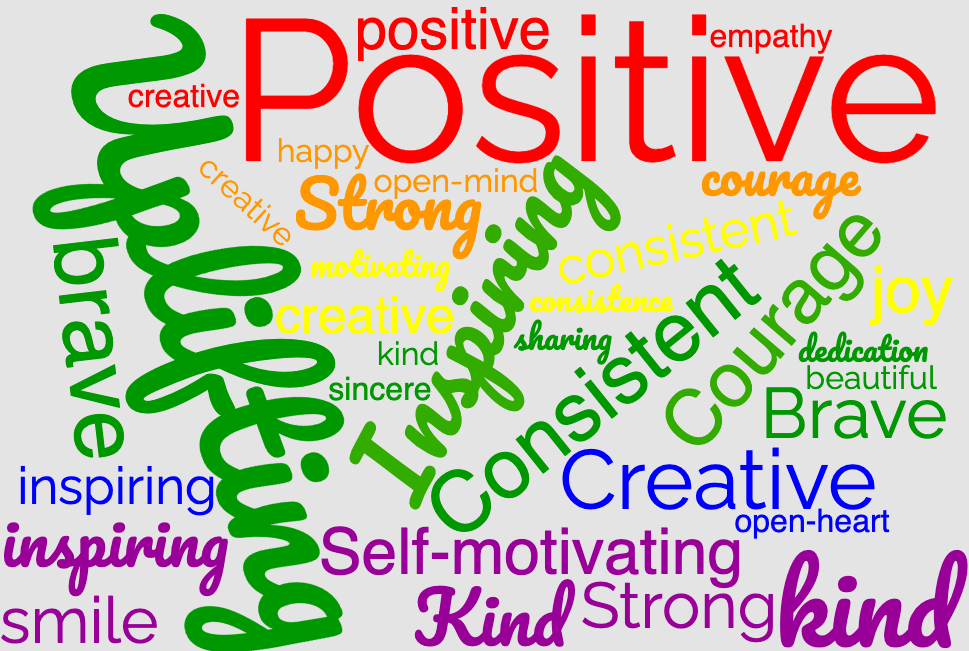 positive
empathy
Positive
creative
Uplifting
happy
open-mind
courage
creative
Strong
Inspiring
consistent
brave
motivating
creative
consistence
joy
Courage
sharing
kind
Consistent
dedication
sincere
beautiful
Brave
inspiring
Creative
open-heart
inspiring
Self-motivating
smile
Kind
Strong
kind